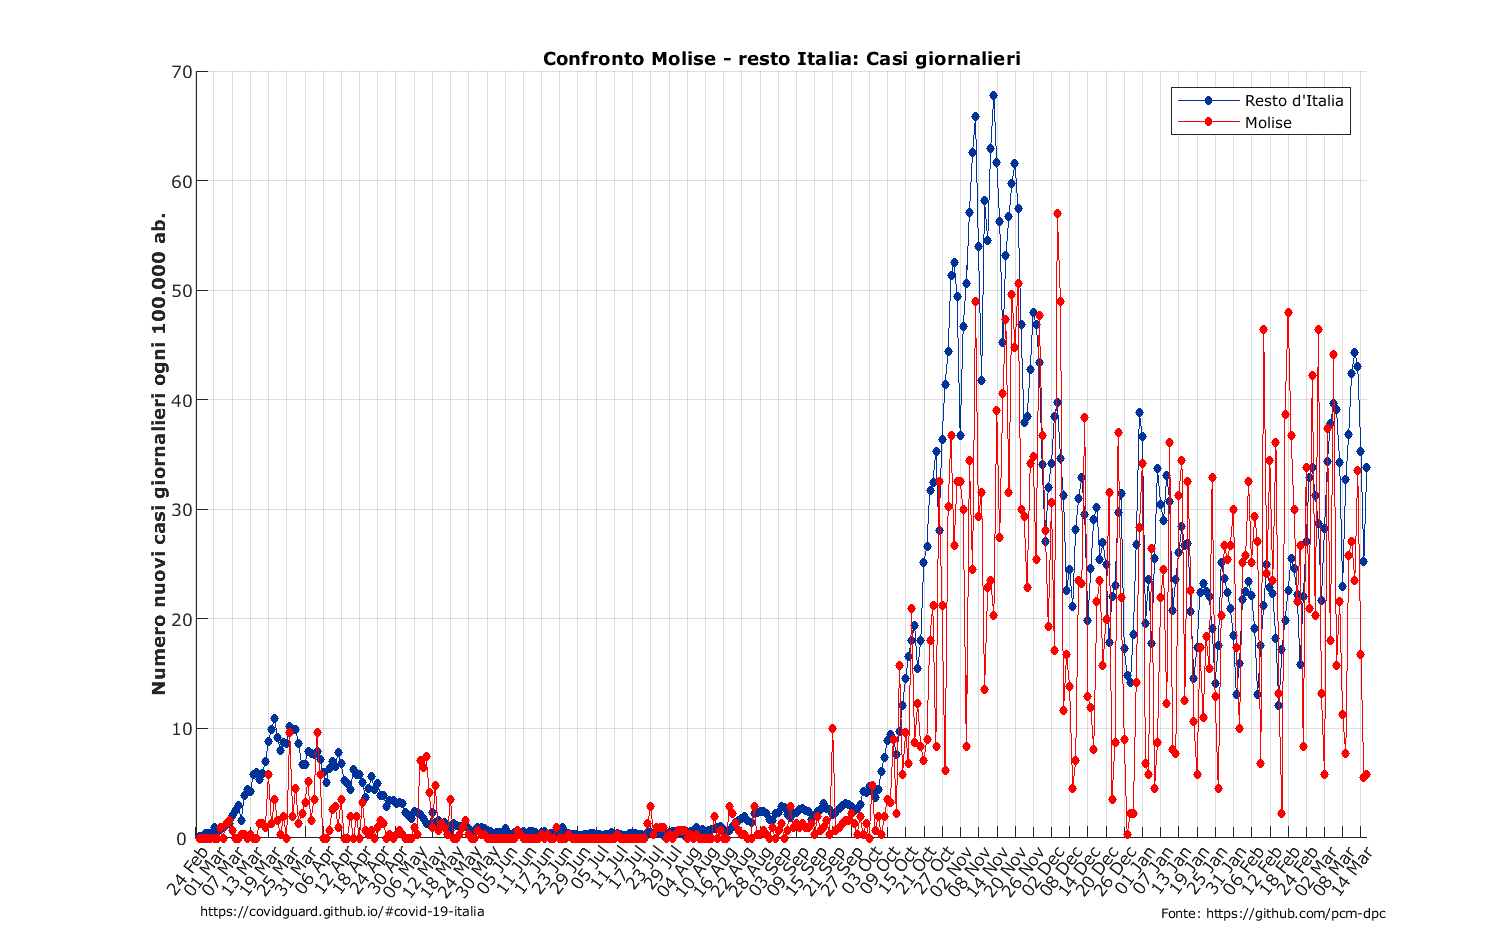 Confronto Molise - resto Italia: Casi giornalieri
Numero nuovi casi giornalieri ogni 100.000 ab.
70
60
50
40
30
20
10
0
Resto d'Italia
Molise
24 Feb
01 Mar
07 Mar
13 Mar
19 Mar
25 Mar
31 Mar
06 Apr
12 Apr
18 Apr
24 Apr
30 Apr
06 May
12 May
18 May
24 May
30 May
05 Jun
11 Jun
17 Jun
23 Jun
29 Jun
05 Jul
11 Jul
17 Jul
23 Jul
29 Jul
04 Aug
10 Aug
16 Aug
22 Aug
28 Aug
03 Sep
09 Sep
15 Sep
21 Sep
27 Sep
03 Oct
09 Oct
15 Oct
21 Oct
27 Oct
02 Nov
08 Nov
14 Nov
20 Nov
26 Nov
02 Dec
08 Dec
14 Dec
20 Dec
26 Dec
01 Jan
07 Jan
13 Jan
19 Jan
25 Jan
31 Jan
06 Feb
12 Feb
18 Feb
24 Feb
02 Mar
08 Mar
14 Mar
https://covidguard.github.io/#covid-19-italia
Fonte: https://github.com/pcm-dpc